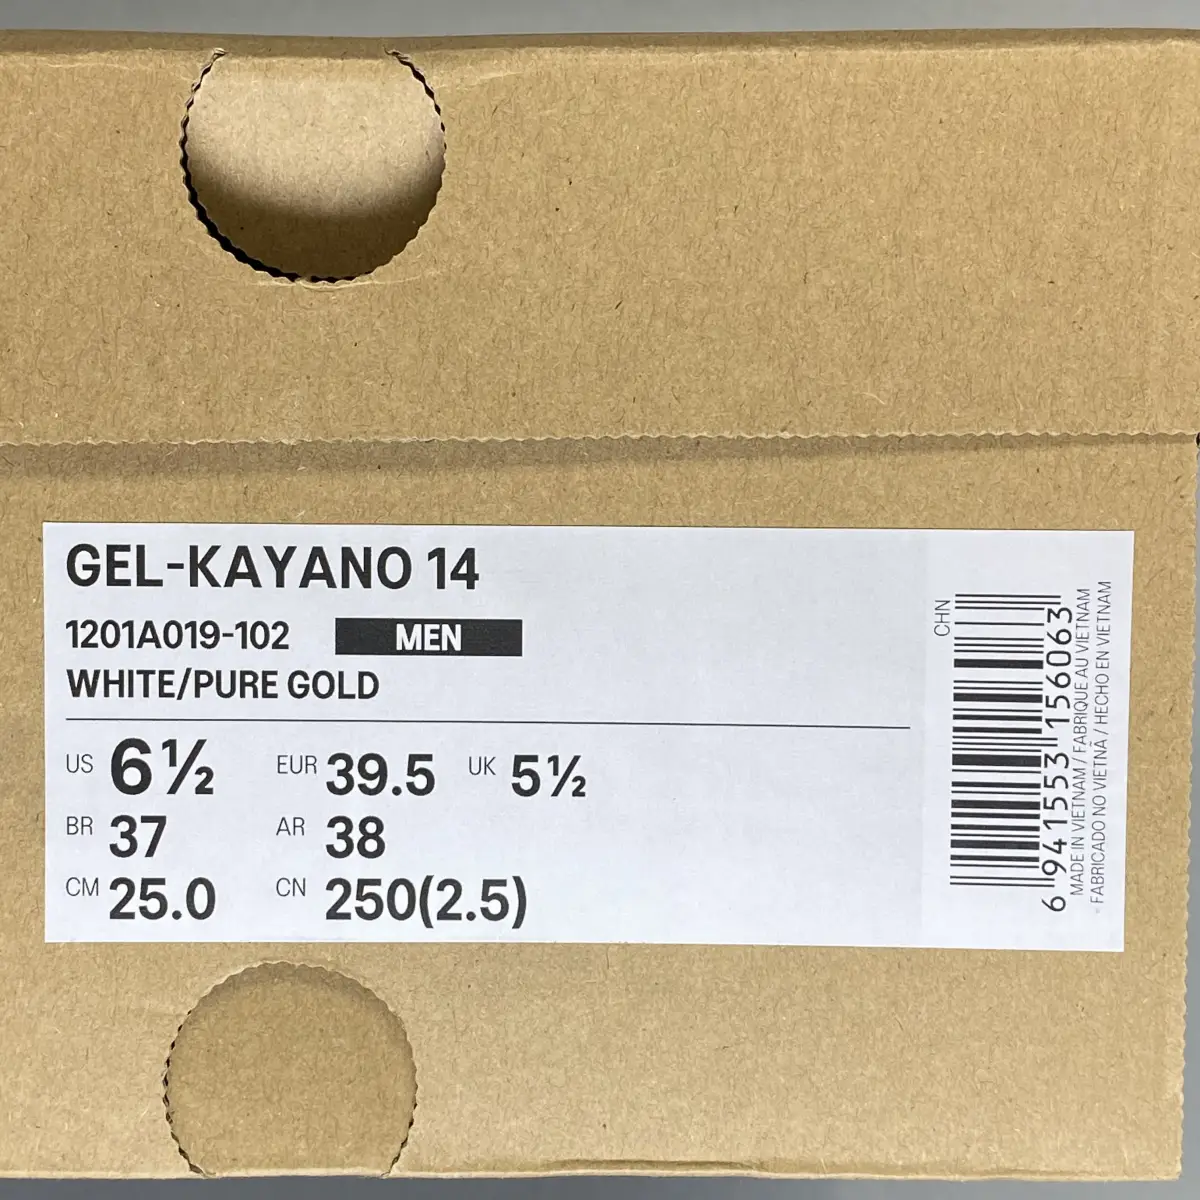 GEL-KAYANO 14
1201A019-102 MEN
WHITE/PURE GOLD
US 6½ EUR 39.5 UK 5½
BR 37 AR 38
CM 25.0 CN 250(2.5)
CHN
6 941553 156063
MADE IN VIETNAM / FABRIQUE AU VIETNAM
- FABRICADO NO VIETNÃ / HECHO EN VIETNAM